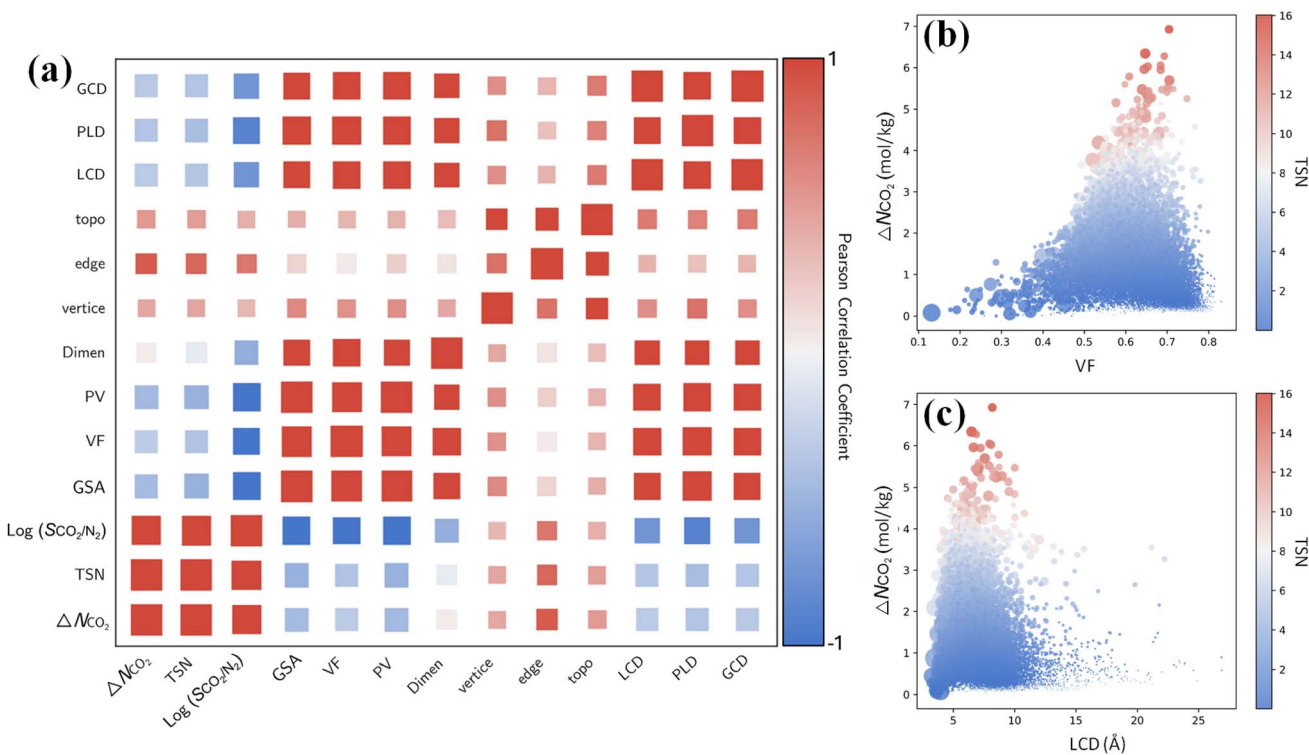 (a)
GCD
PLD
LCD
topo
edge
vertice
Dimen
PV
VF
GSA
Log (SCO₂/N₂)
TSN
△NCO₂
△NCO₂
TSN
Log (SCO₂/N₂)
GSA
VF
PV
Dimen
vertice
edge
topo
LCD
PLD
GCD
1
Pearson Correlation Coefficient
-1
(b)
7
6
5
4
3
2
1
0
△NCO₂ (mol/kg)
0.1
0.2
0.3
0.4
0.5
0.6
0.7
0.8
VF
16
14
12
10
8
6
4
2
TSN
(c)
7
6
5
4
3
2
1
0
△NCO₂ (mol/kg)
5
10
15
20
25
LCD (Å)
16
14
12
10
8
6
4
2
TSN